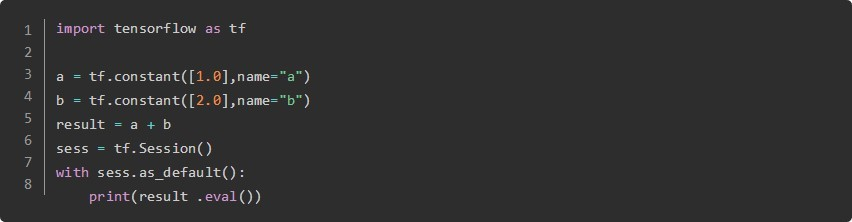 1 import tensorflow as tf
2
3 a = tf.constant([1.0],name="a")
4 b = tf.constant([2.0],name="b")
5 result = a + b
6 sess = tf.Session()
7 with sess.as_default():
8     print(result .eval())